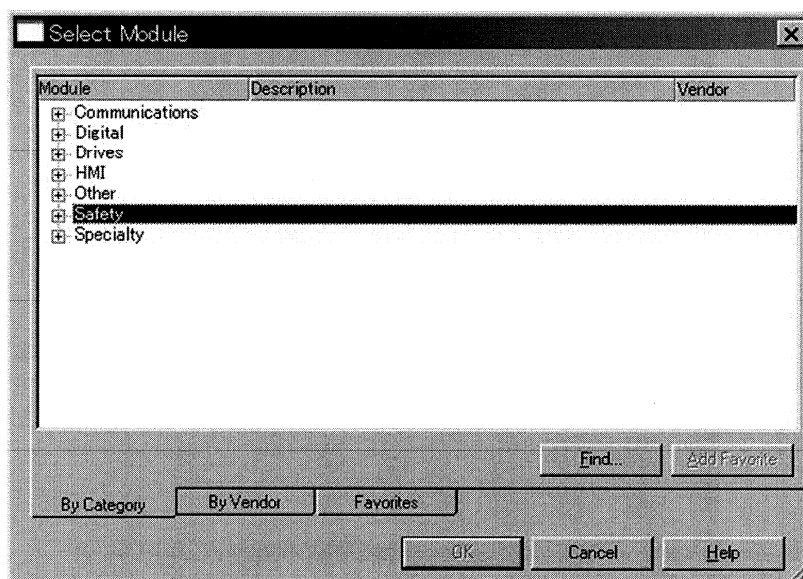 Select Module
Module Description Vendor
Communications
Digital
Drives
HMI
Other
Safety
Specialty
Find... Add Favorite
By Category By Vendor Favorites
OK Cancel Help